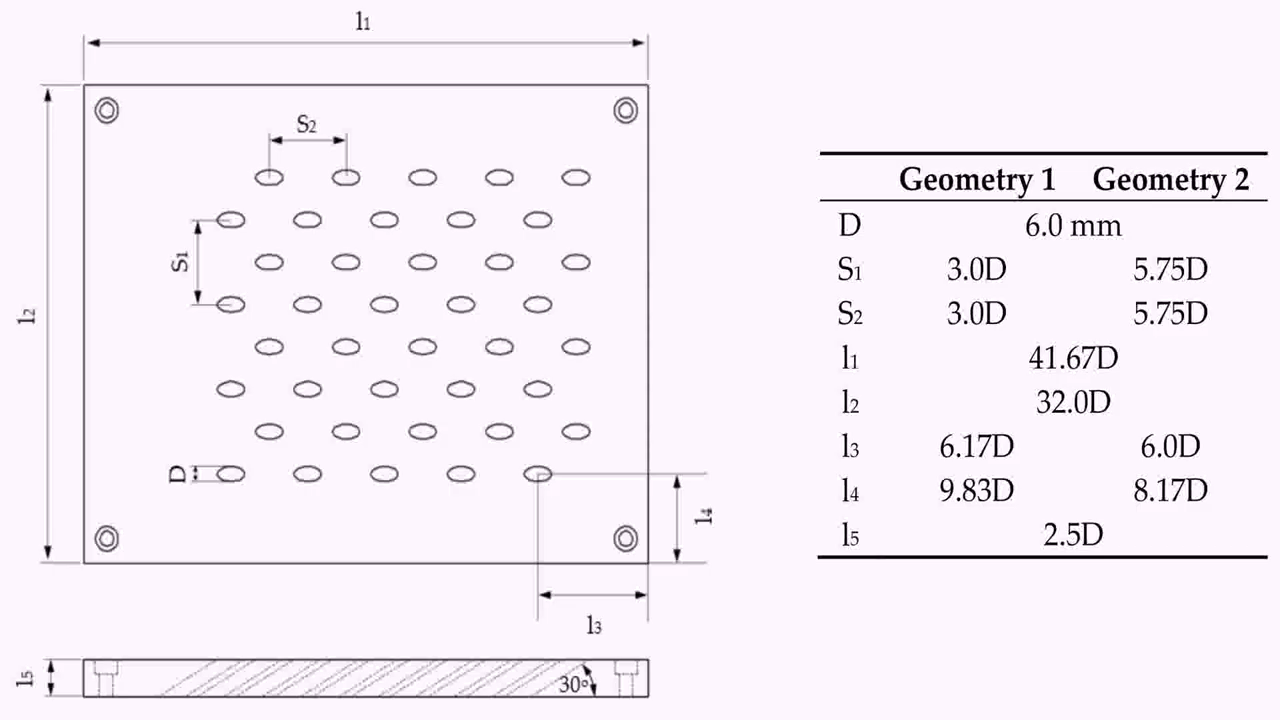 l1
S2
S1
l2
D
l4
l3
l5
30°
Geometry 1 Geometry 2
D 6.0 mm
S1 3.0D 5.75D
S2 3.0D 5.75D
l1 41.67D
l2 32.0D
l3 6.17D 6.0D
l4 9.83D 8.17D
l5 2.5D